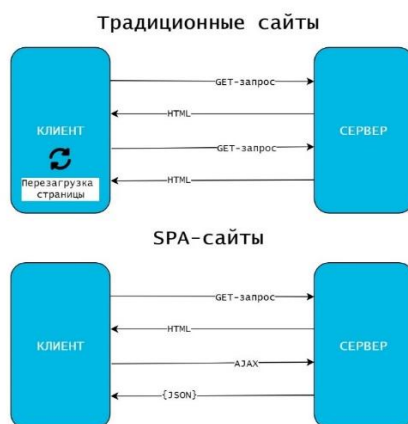 Традиционные сайты
GET-запрос
HTML
КЛИЕНТ
СЕРВЕР
GET-запрос
HTML
Перезагрузка
страницы
SPA-сайты
GET-запрос
HTML
КЛИЕНТ
СЕРВЕР
AJAX
{JSON}